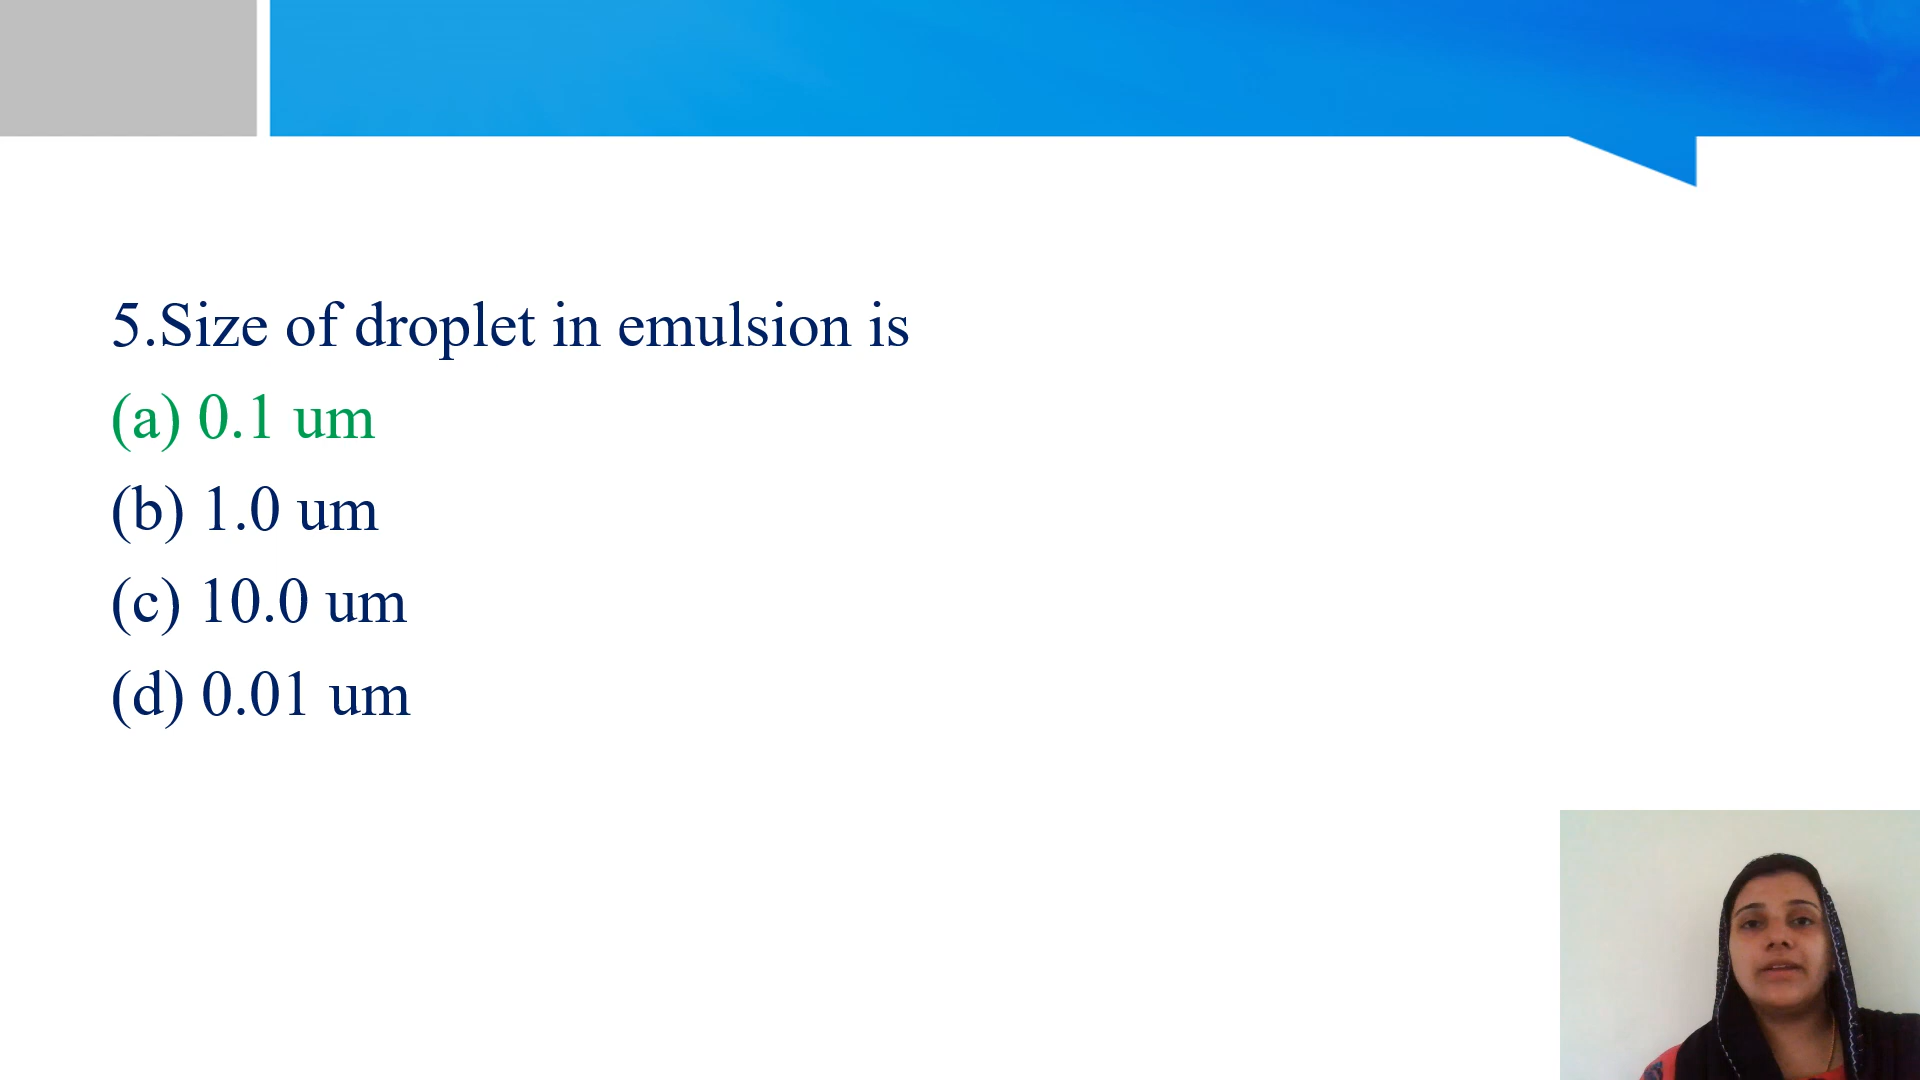 5.Size of droplet in emulsion is
(a) 0.1 um
(b) 1.0 um
(c) 10.0 um
(d) 0.01 um